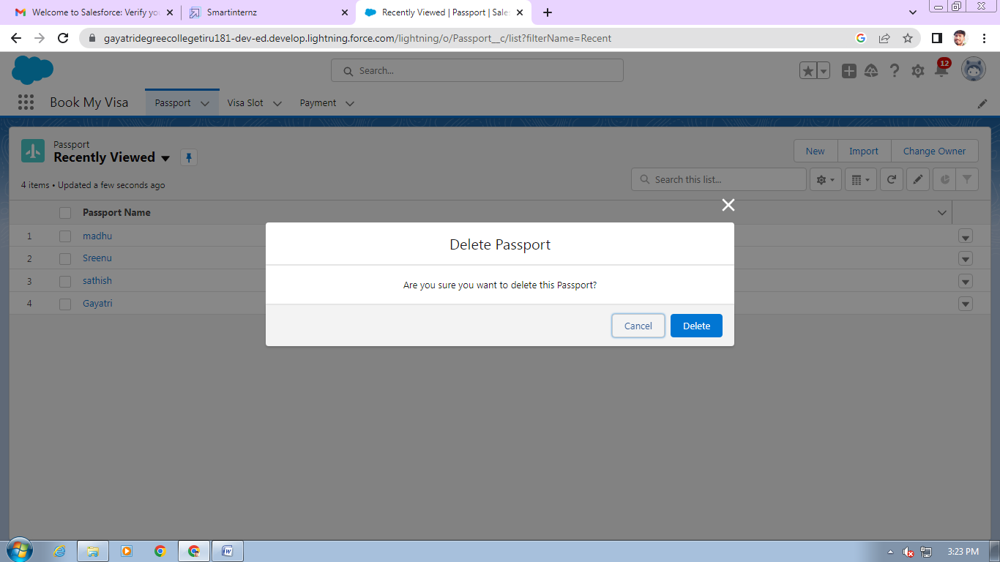 Welcome to Salesforce: Verify yo
Smartinternz
Recently Viewed | Passport | Sale
gayatridegreecollegetiru181-dev-ed.develop.lightning.force.com/lightning/o/Passport__c/list?filterName=Recent
Search...
12
Book My Visa
Passport
Visa Slot
Payment
Passport
Recently Viewed
New
Import
Change Owner
4 items • Updated a few seconds ago
Search this list...
Passport Name
1 madhu
2 Sreenu
3 sathish
4 Gayatri
Delete Passport
Are you sure you want to delete this Passport?
Cancel
Delete
3:23 PM